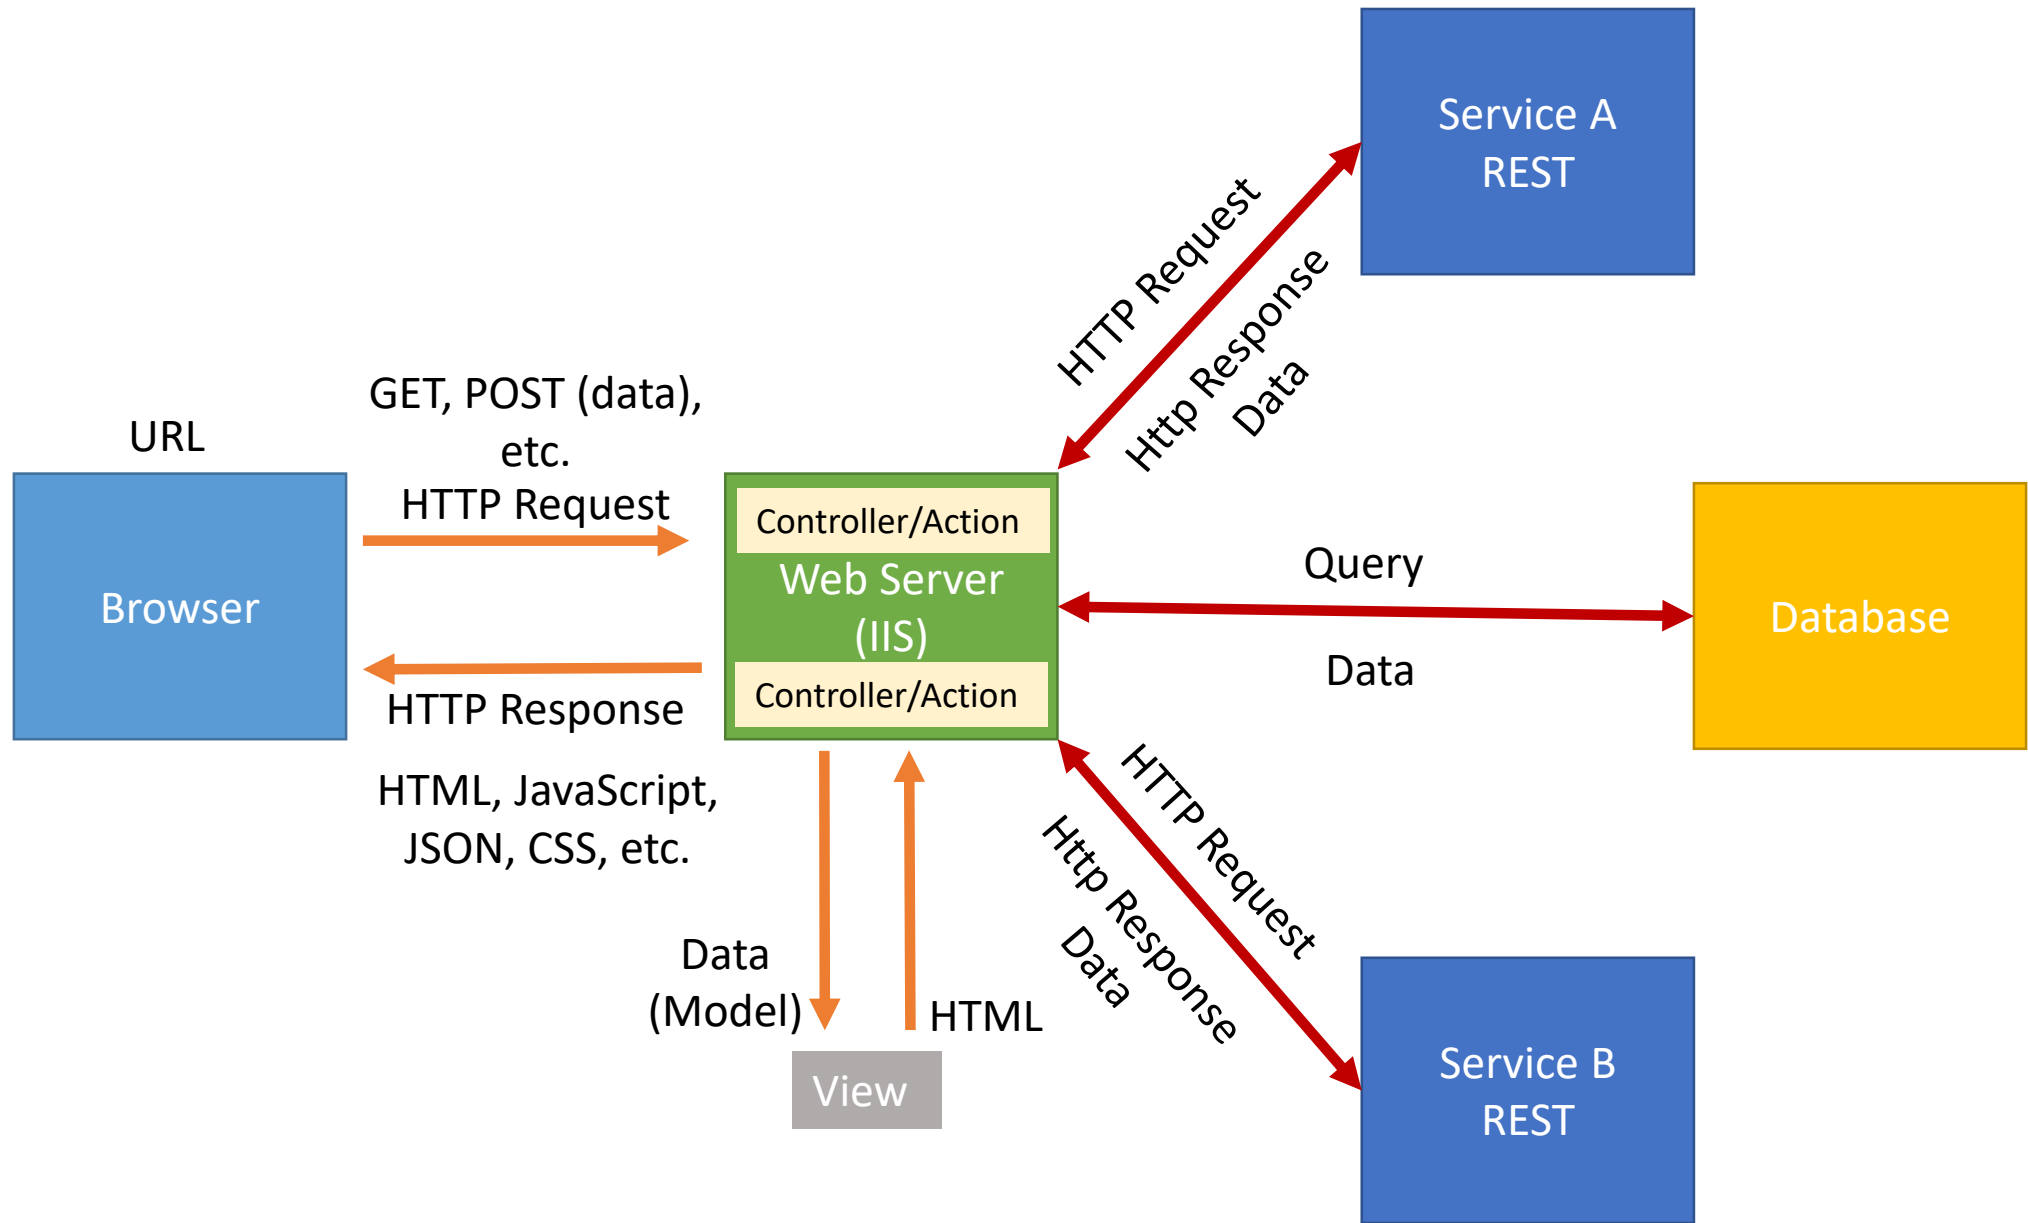 Service A
REST
HTTP Request
Http Response
Data
GET, POST (data),
etc.
URL
HTTP Request
Browser
HTTP Response
HTML, JavaScript,
JSON, CSS, etc.
Controller/Action
Web Server
(IIS)
Controller/Action
Query
Data
Database
HTTP Request
Http Response
Data
Data
(Model)
HTML
View
Service B
REST